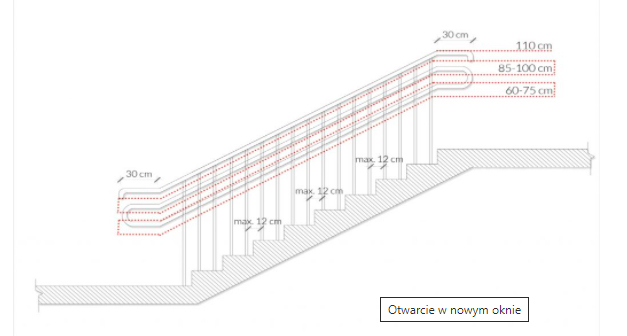 30 cm
110 cm
85-100 cm
60-75 cm
max. 12 cm
30 cm
max. 12 cm
max. 12 cm
Otwarcie w nowym oknie